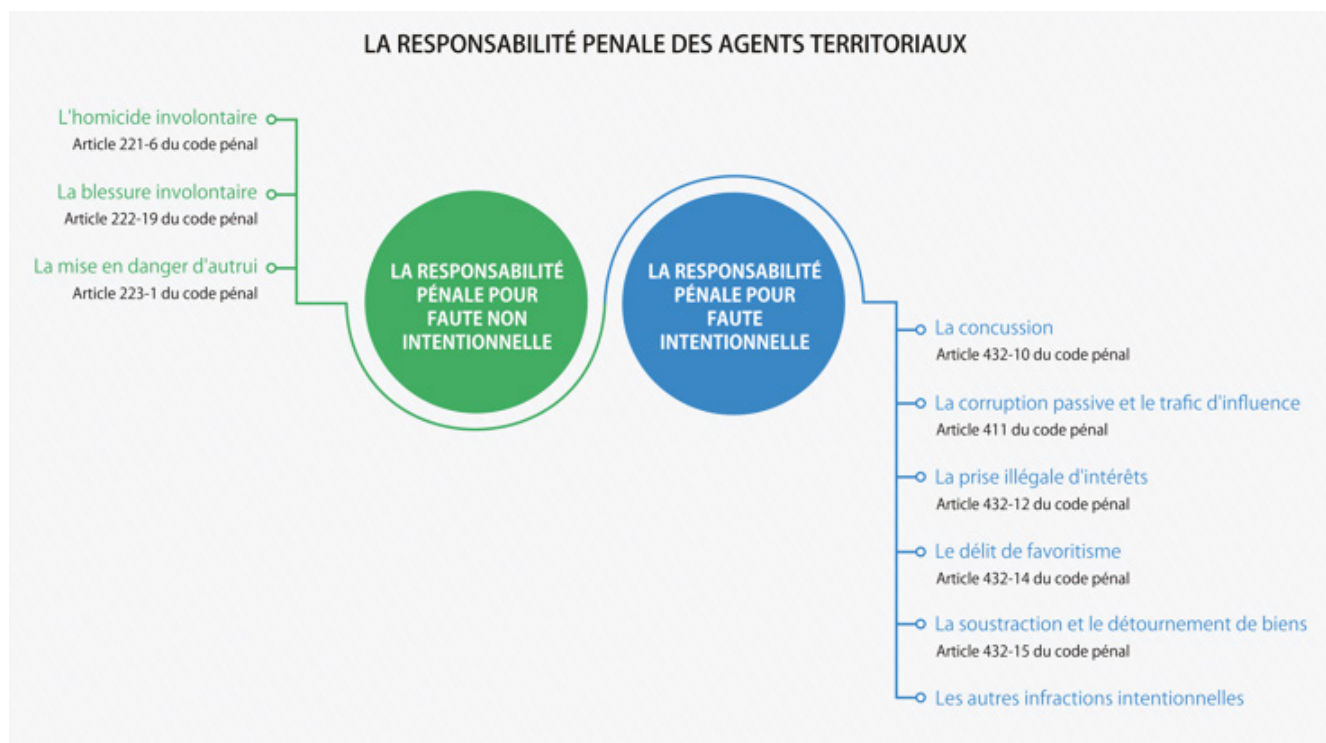 LA RESPONSABILITÉ PENALE DES AGENTS TERRITORIAUX
L'homicide involontaire
Article 221-6 du code pénal
La blessure involontaire
Article 222-19 du code pénal
La mise en danger d'autrui
Article 223-1 du code pénal
LA RESPONSABILITÉ
PÉNALE POUR
FAUTE NON
INTENTIONNELLE
LA RESPONSABILITÉ
PÉNALE POUR
FAUTE
INTENTIONNELLE
La concussion
Article 432-10 du code pénal
La corruption passive et le trafic d'influence
Article 411 du code pénal
La prise illégale d'intérêts
Article 432-12 du code pénal
Le délit de favoritisme
Article 432-14 du code pénal
La soustraction et le détournement de biens
Article 432-15 du code pénal
Les autres infractions intentionnelles